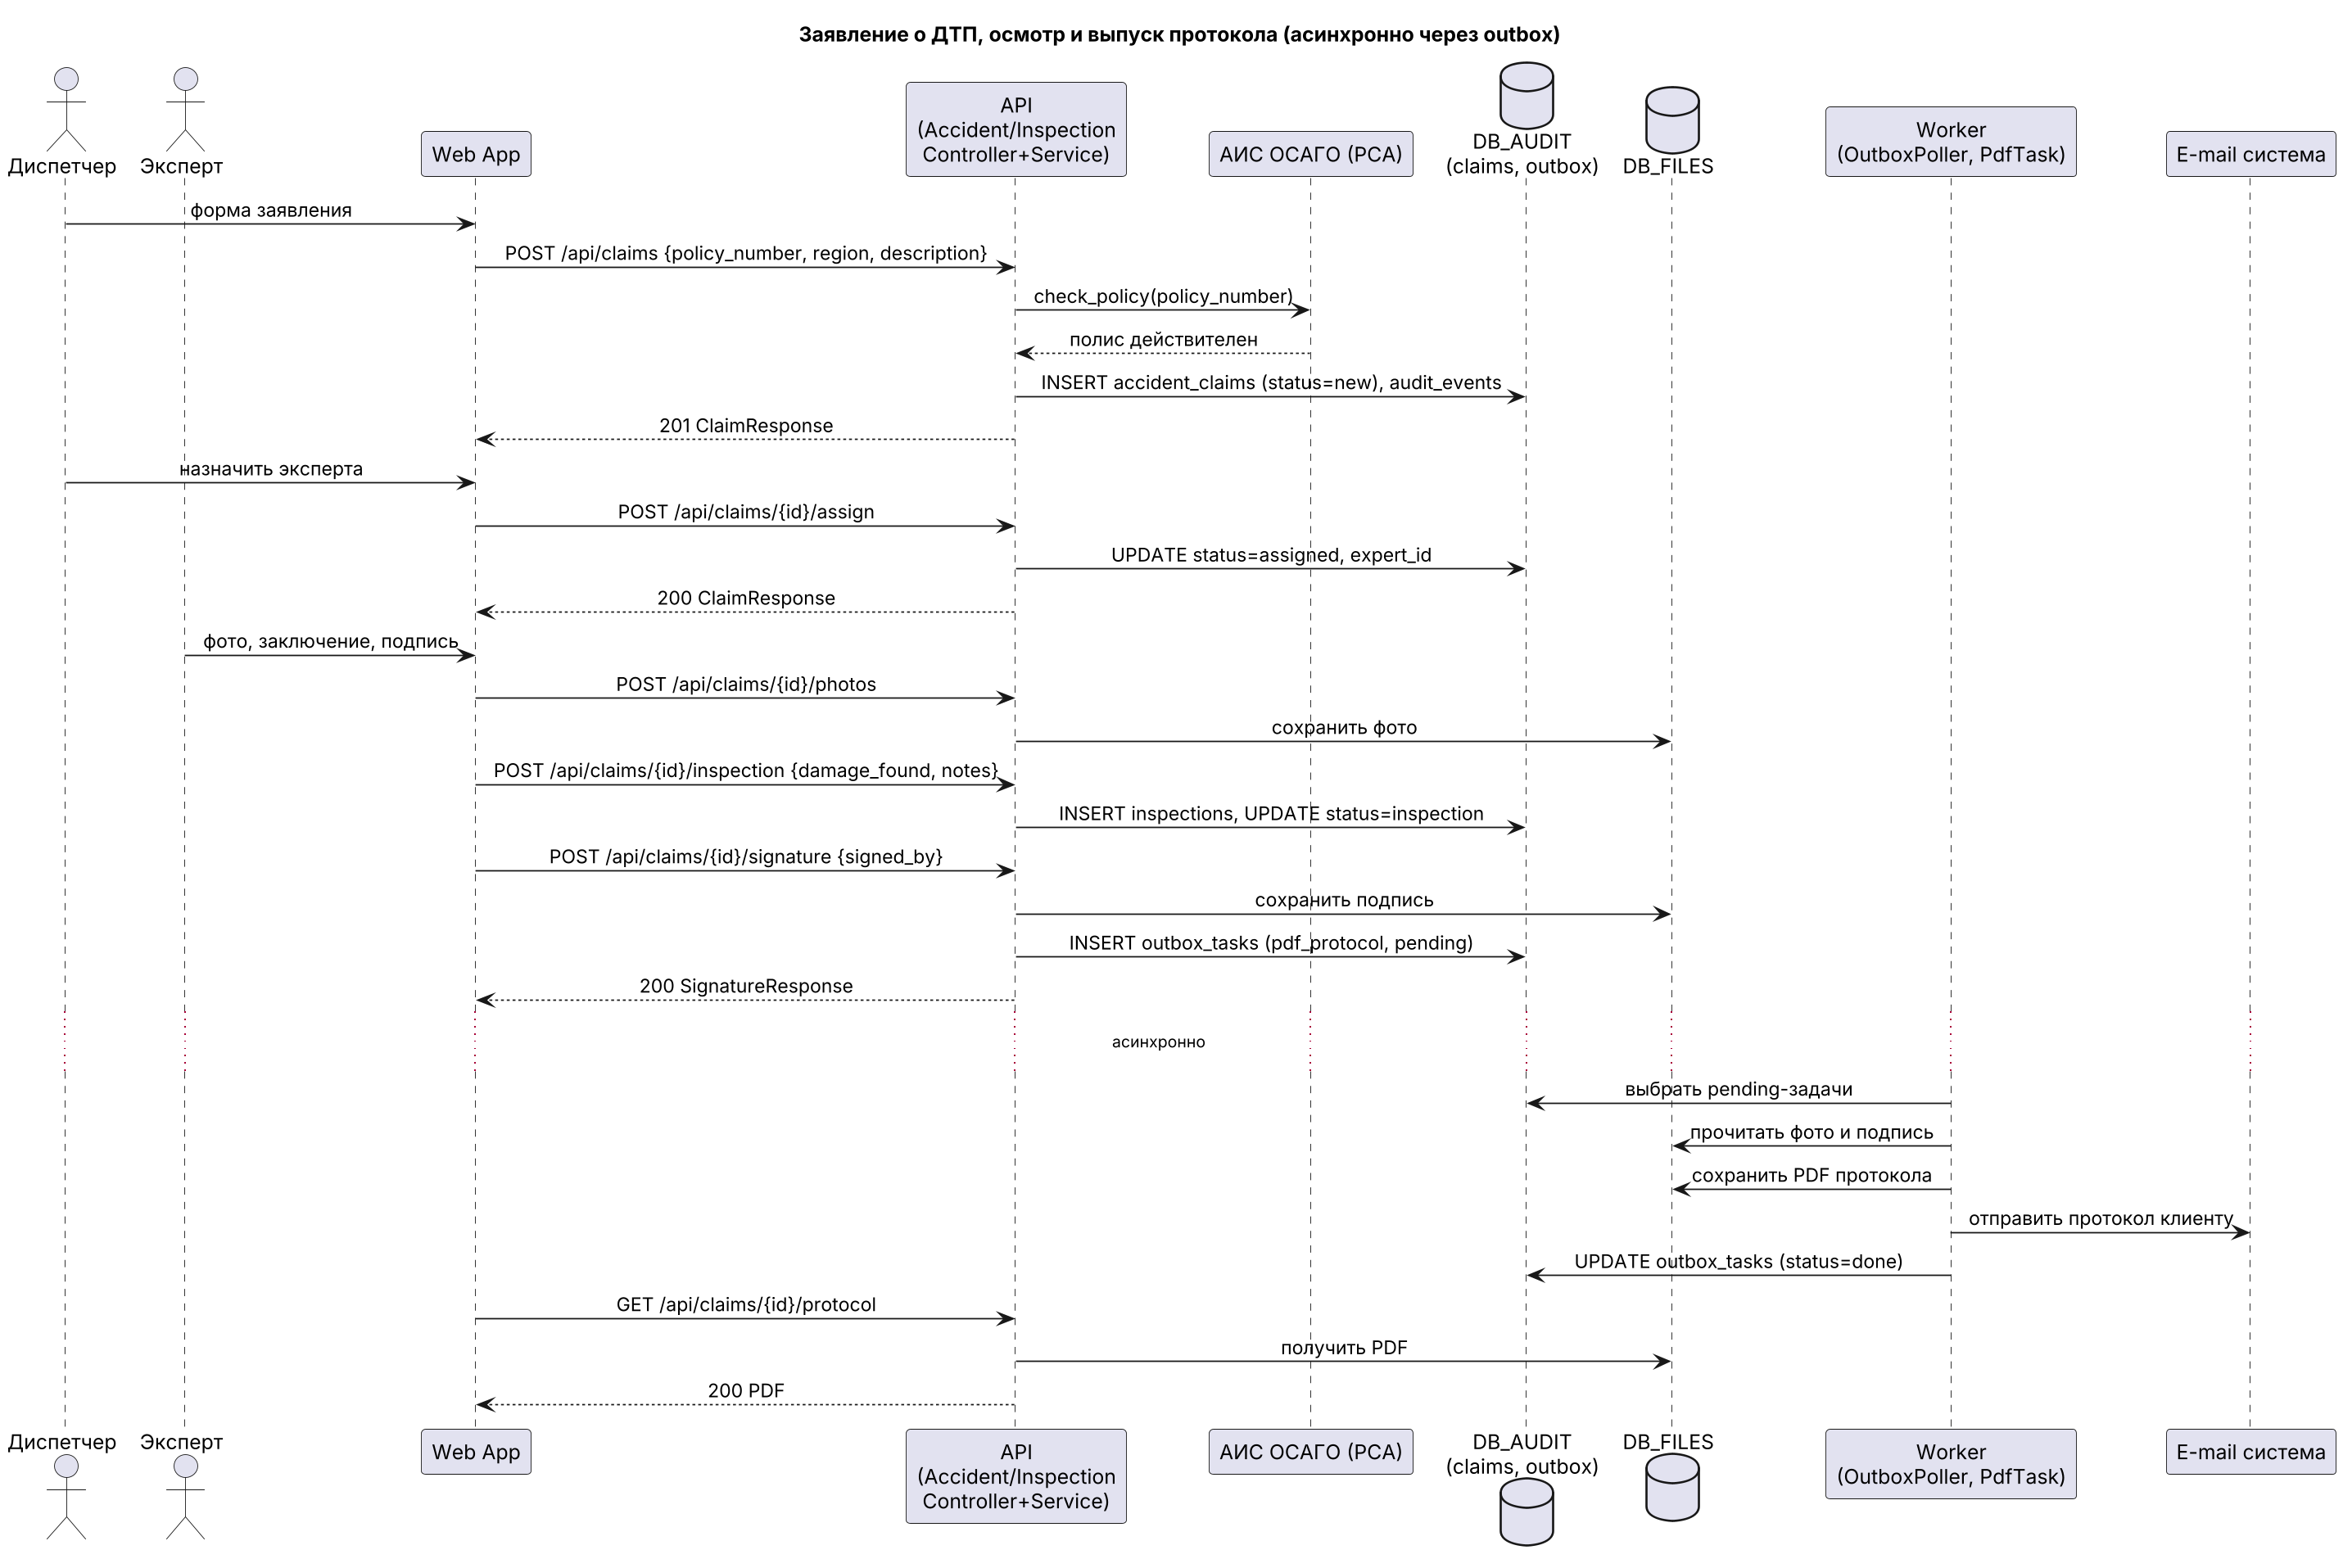 Заявление о ДТП, осмотр и выпуск протокола (асинхронно через outbox)
Диспетчер
Эксперт
Web App
API
(Accident/Inspection
Controller+Service)
АИС ОСАГО (РСА)
DB_AUDIT
(claims, outbox)
DB_FILES
Worker
(OutboxPoller, PdfTask)
E-mail система
форма заявления
POST /api/claims {policy_number, region, description}
check_policy(policy_number)
полис действителен
INSERT accident_claims (status=new), audit_events
201 ClaimResponse
назначить эксперта
POST /api/claims/{id}/assign
UPDATE status=assigned, expert_id
200 ClaimResponse
фото, заключение, подпись
POST /api/claims/{id}/photos
сохранить фото
POST /api/claims/{id}/inspection {damage_found, notes}
INSERT inspections, UPDATE status=inspection
POST /api/claims/{id}/signature {signed_by}
сохранить подпись
INSERT outbox_tasks (pdf_protocol, pending)
200 SignatureResponse
асинхронно
выбрать pending-задачи
прочитать фото и подпись
сохранить PDF протокола
отправить протокол клиенту
UPDATE outbox_tasks (status=done)
GET /api/claims/{id}/protocol
получить PDF
200 PDF
Диспетчер
Эксперт
Web App
API
(Accident/Inspection
Controller+Service)
АИС ОСАГО (РСА)
DB_AUDIT
(claims, outbox)
DB_FILES
Worker
(OutboxPoller, PdfTask)
E-mail система